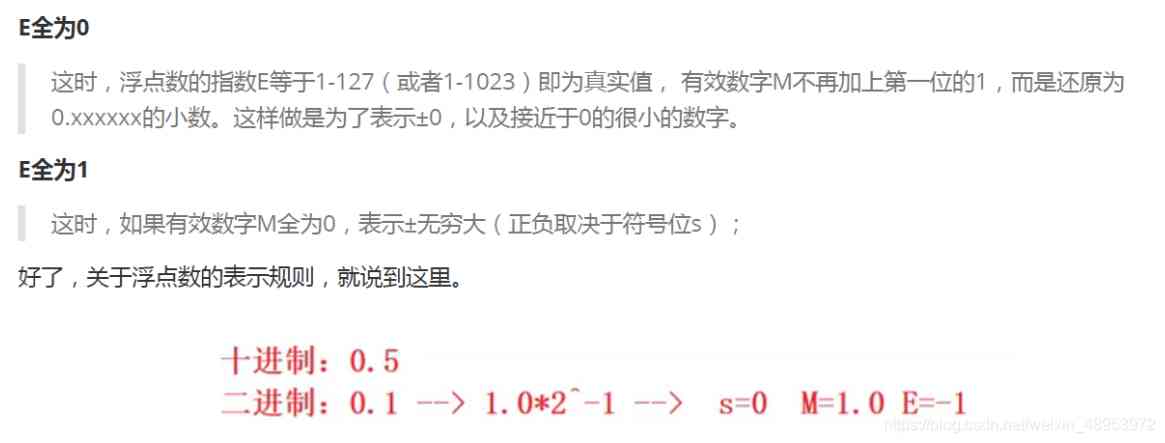 E全为0
这时，浮点数的指数E等于1-127（或者1-1023）即为真实值， 有效数字M不再加上第一位的1，而是还原为
0.xxxxxx的小数。这样做是为了表示±0，以及接近于0的很小的数字。
E全为1
这时，如果有效数字M全为0，表示±无穷大（正负取决于符号位s）；
好了，关于浮点数的表示规则，就说到这里。
十进制：0.5
二进制：0.1 --> 1.0*2^-1 --> s=0 M=1.0 E=-1
https://blog.csdn.net/weixin_48953972